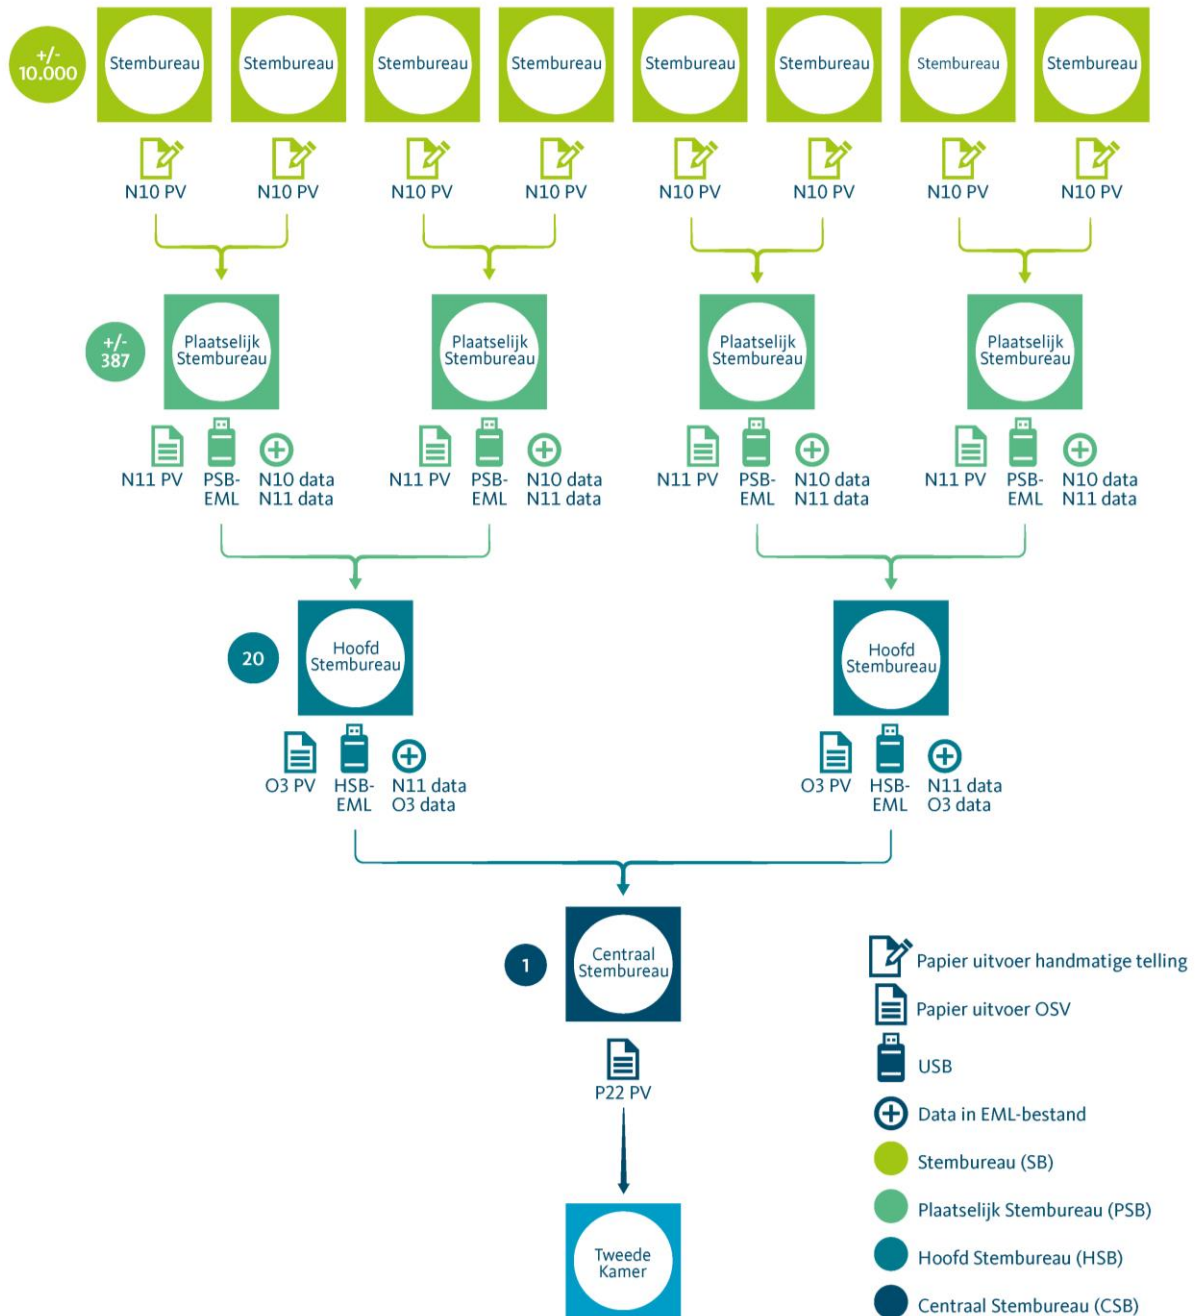 +/-
10.000
Stembureau
Stembureau
Stembureau
Stembureau
Stembureau
Stembureau
Stembureau
Stembureau
N10 PV
N10 PV
N10 PV
N10 PV
N10 PV
N10 PV
N10 PV
N10 PV
+/-
387
Plaatselijk
Stembureau
Plaatselijk
Stembureau
Plaatselijk
Stembureau
Plaatselijk
Stembureau
N11 PV
PSB-
EML
N10 data
N11 data
N11 PV
PSB-
EML
N10 data
N11 data
N11 PV
PSB-
EML
N10 data
N11 data
N11 PV
PSB-
EML
N10 data
N11 data
20
Hoofd
Stembureau
Hoofd
Stembureau
O3 PV
HSB-
EML
N11 data
O3 data
O3 PV
HSB-
EML
N11 data
O3 data
1
Centraal
Stembureau
P22 PV
Tweede
Kamer
Papier uitvoer handmatige telling
Papier uitvoer OSV
USB
Data in EML-bestand
Stembureau (SB)
Plaatselijk Stembureau (PSB)
Hoofd Stembureau (HSB)
Centraal Stembureau (CSB)